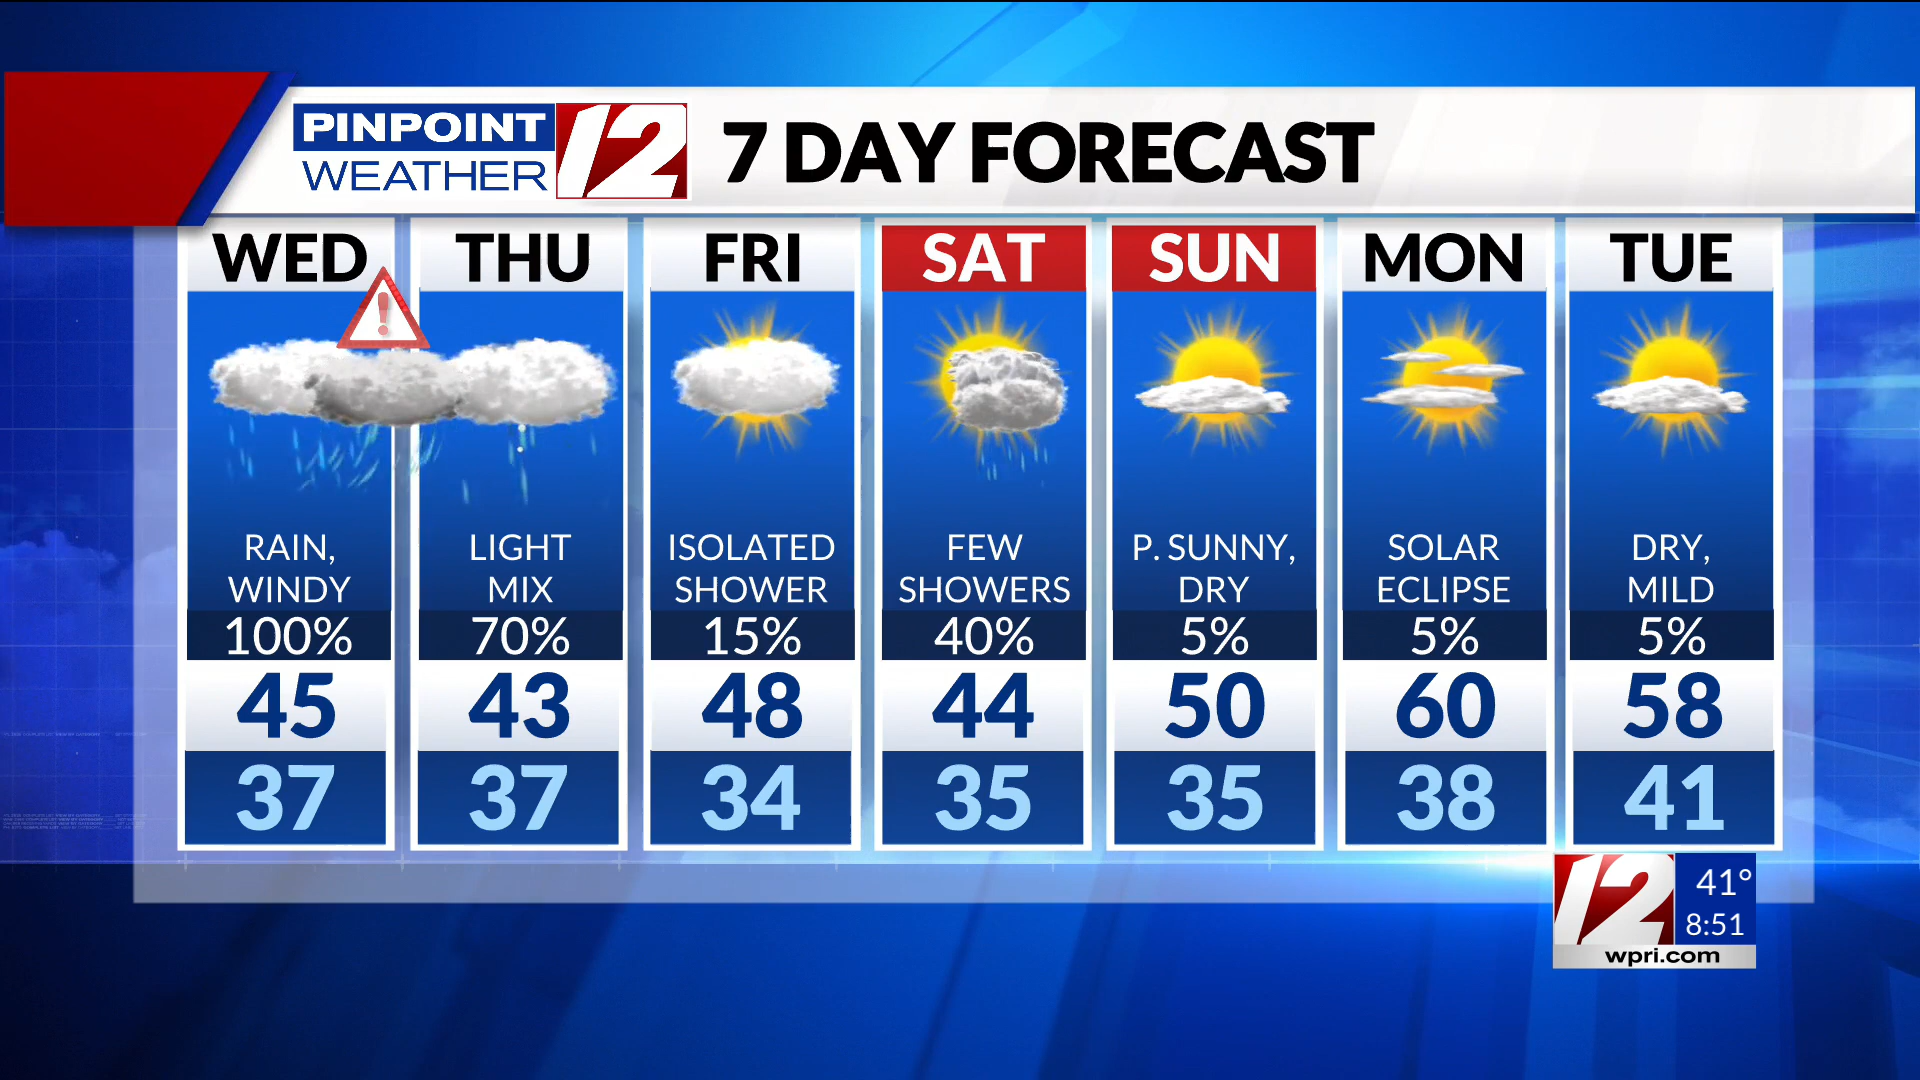 PINPOINT
WEATHER
12
7 DAY FORECAST
WED
THU
FRI
SAT
SUN
MON
TUE
!
RAIN,
WINDY
100%
45
37
LIGHT
MIX
70%
43
37
ISOLATED
SHOWER
15%
48
34
FEW
SHOWERS
40%
44
35
P. SUNNY,
DRY
5%
50
35
SOLAR
ECLIPSE
5%
60
38
DRY,
MILD
5%
58
41
12
41°
8:51
wpri.com